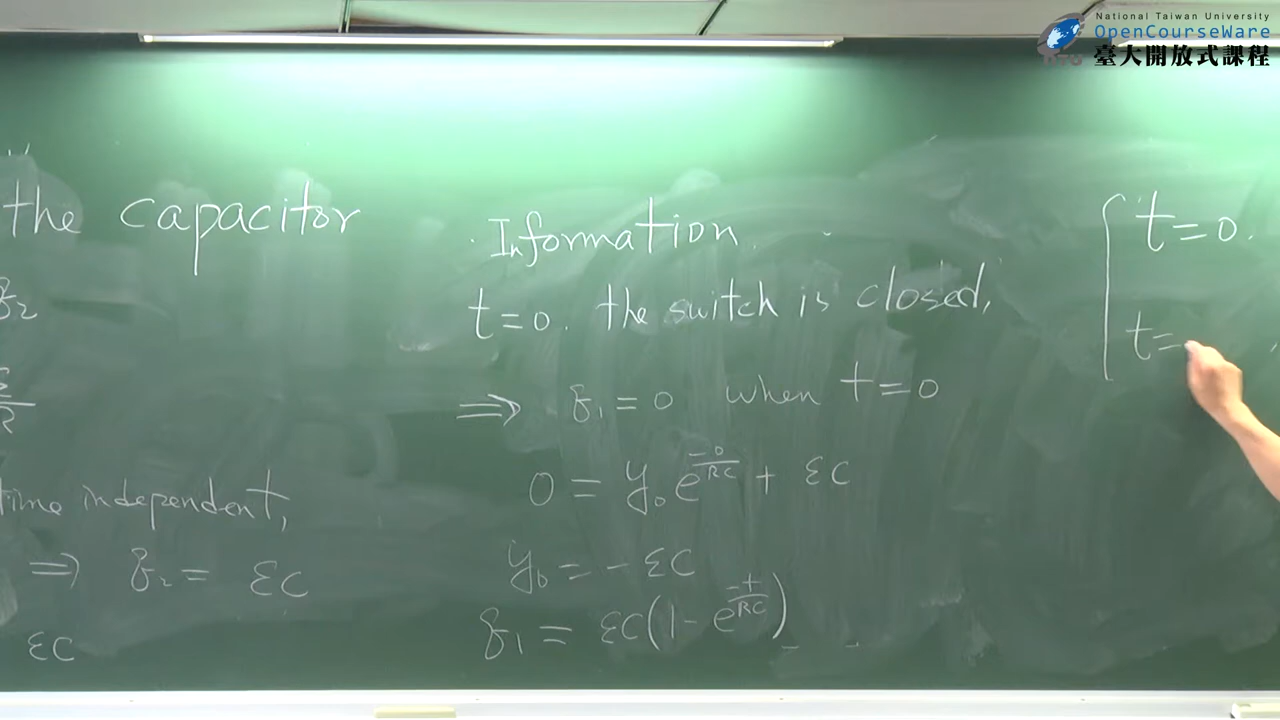 National Taiwan University
OpenCourseWare
臺大開放式課程
the capacitor
q₂
ε/R
time independent,
⇒ q₂ = εC
εC
Information
t=0. the switch is closed,
⇒ q₁ = 0 when t=0
0 = y₀ e^(-0/RC) + εC
y₀ = - εC
q₁ = εC(1- e^(-t/RC))
t=0.
t=